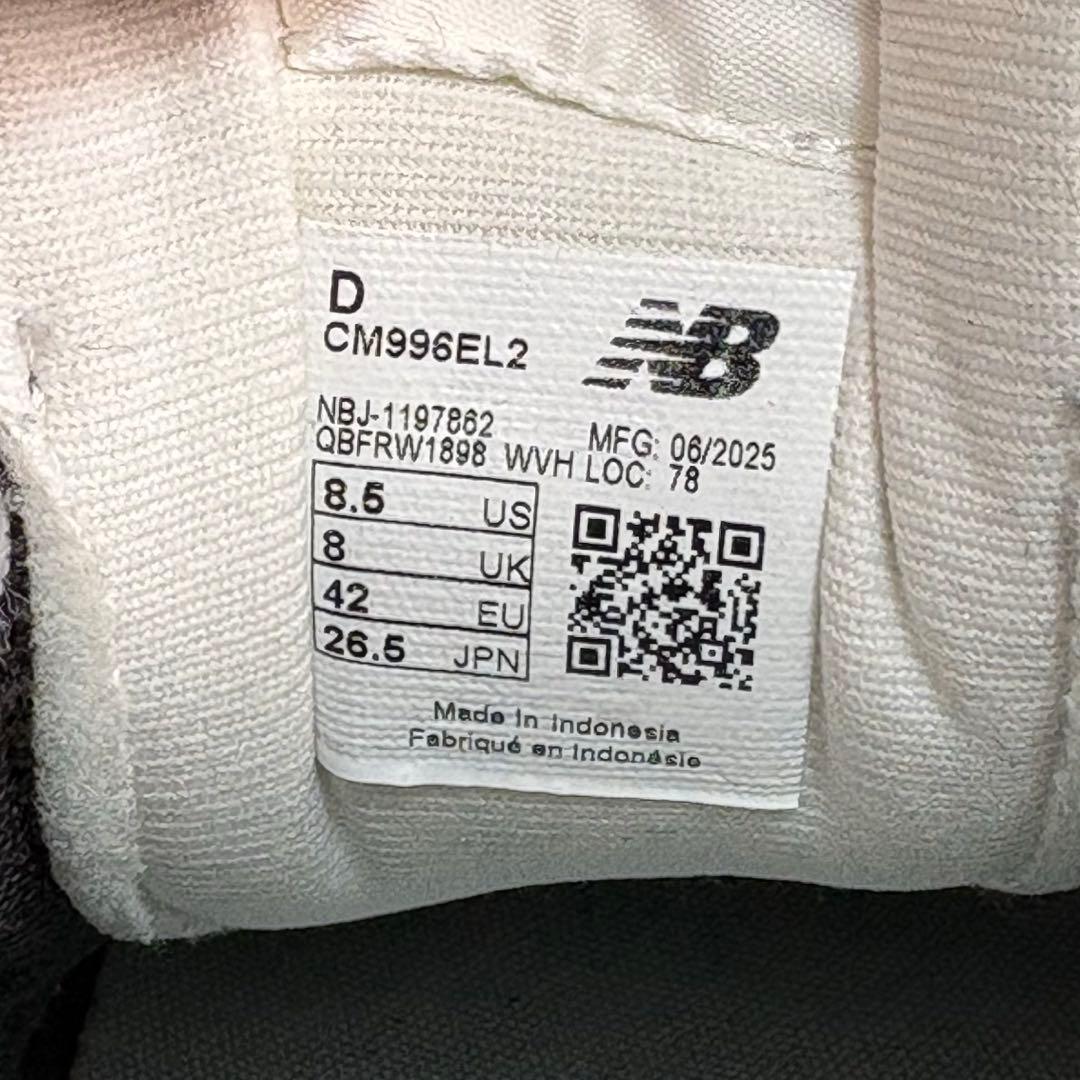 D
CM996EL2
NB
NBJ-1197862
QBFRW1898 WVH
MFG: 06/2025
LOC: 78
8.5 US
8 UK
42 EU
26.5 JPN
Made in Indonesia
Fabriqué en Indonésie